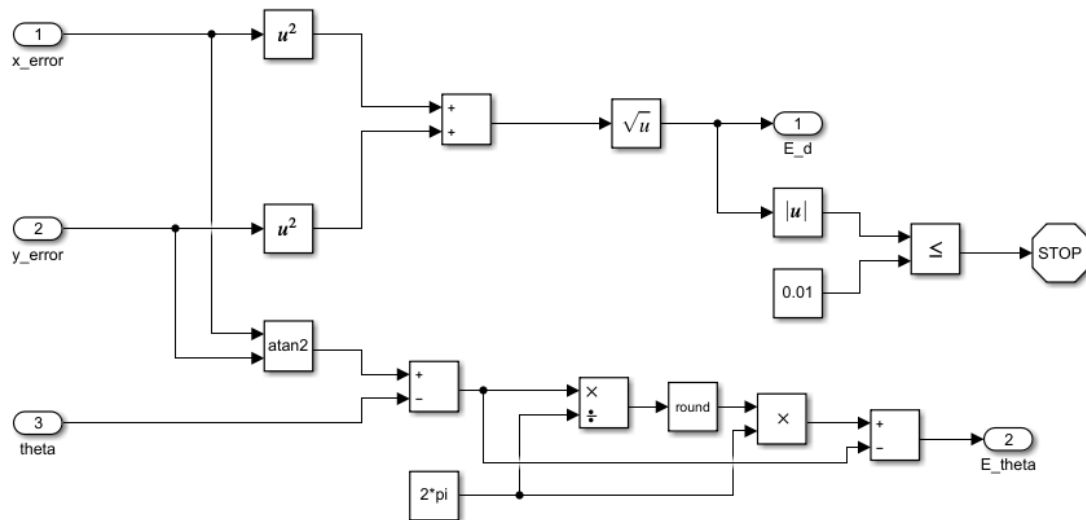 1
x_error
u²
+
+
√u
1
E_d
2
y_error
u²
|u|
0.01
≤
STOP
atan2
+
−
3
theta
×
÷
round
×
+
−
2
E_theta
2*pi